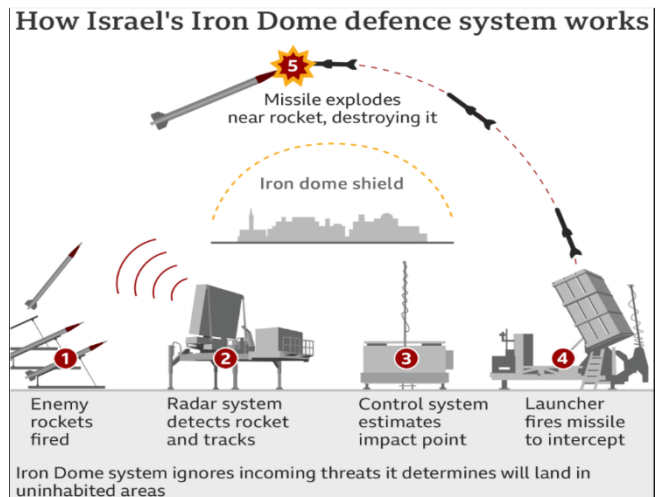 How Israel's Iron Dome defence system works
5
Missile explodes
near rocket, destroying it
Iron dome shield
1
2
3
4
Enemy
rockets
fired
Radar system
detects rocket
and tracks
Control system
estimates
impact point
Launcher
fires missile
to intercept
Iron Dome system ignores incoming threats it determines will land in
uninhabited areas